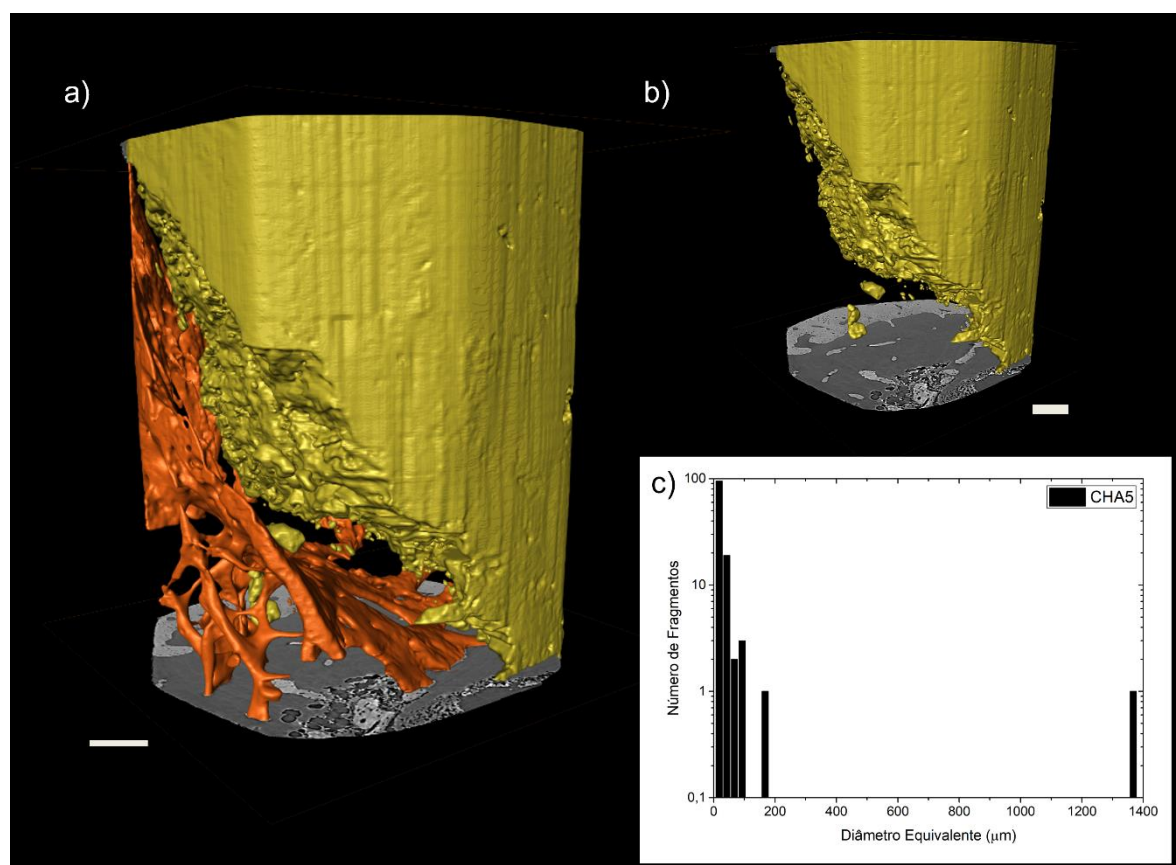 a)
b)
c)
CHA5
Número de Fragmentos
100
10
1
0,1
0
200
400
600
800
1000
1200
1400
Diâmetro Equivalente (μm)